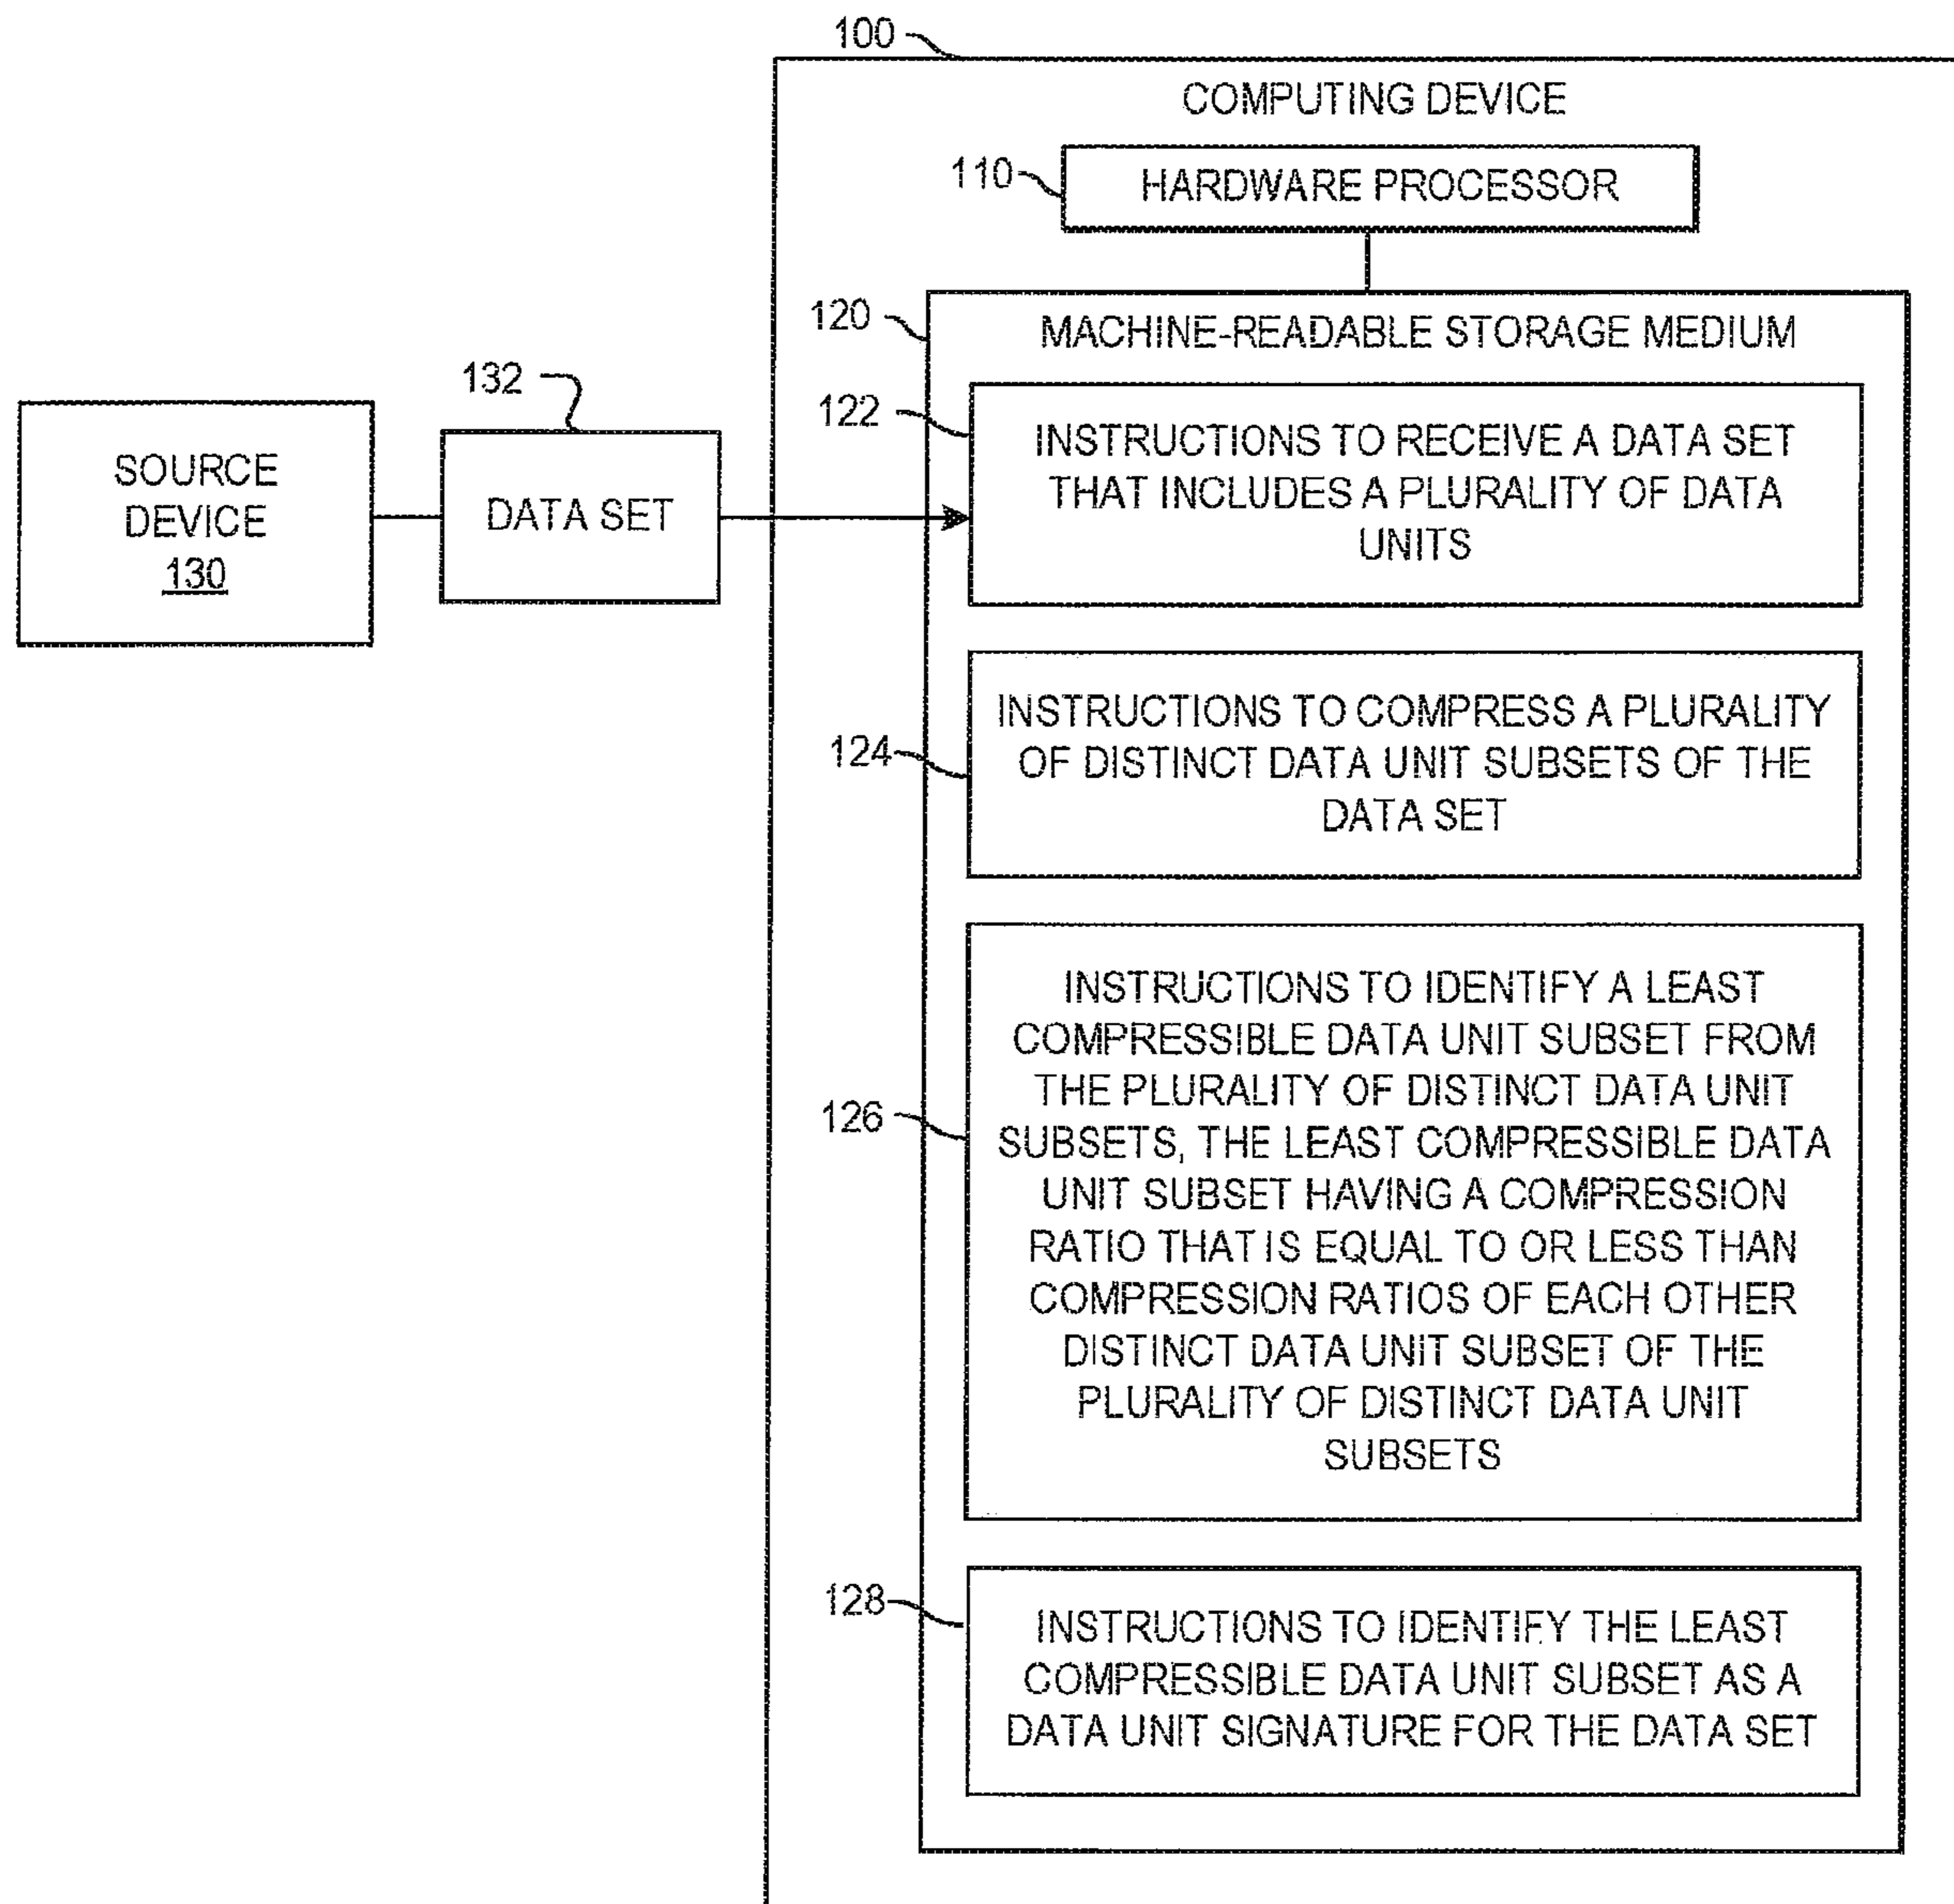 100
COMPUTING DEVICE
110
HARDWARE PROCESSOR
120
MACHINE-READABLE STORAGE MEDIUM
132
122
SOURCE
DEVICE
130
DATA SET
INSTRUCTIONS TO RECEIVE A DATA SET
THAT INCLUDES A PLURALITY OF DATA
UNITS
124
INSTRUCTIONS TO COMPRESS A PLURALITY
OF DISTINCT DATA UNIT SUBSETS OF THE
DATA SET
126
INSTRUCTIONS TO IDENTIFY A LEAST
COMPRESSIBLE DATA UNIT SUBSET FROM
THE PLURALITY OF DISTINCT DATA UNIT
SUBSETS, THE LEAST COMPRESSIBLE DATA
UNIT SUBSET HAVING A COMPRESSION
RATIO THAT IS EQUAL TO OR LESS THAN
COMPRESSION RATIOS OF EACH OTHER
DISTINCT DATA UNIT SUBSET OF THE
PLURALITY OF DISTINCT DATA UNIT
SUBSETS
128
INSTRUCTIONS TO IDENTIFY THE LEAST
COMPRESSIBLE DATA UNIT SUBSET AS A
DATA UNIT SIGNATURE FOR THE DATA SET